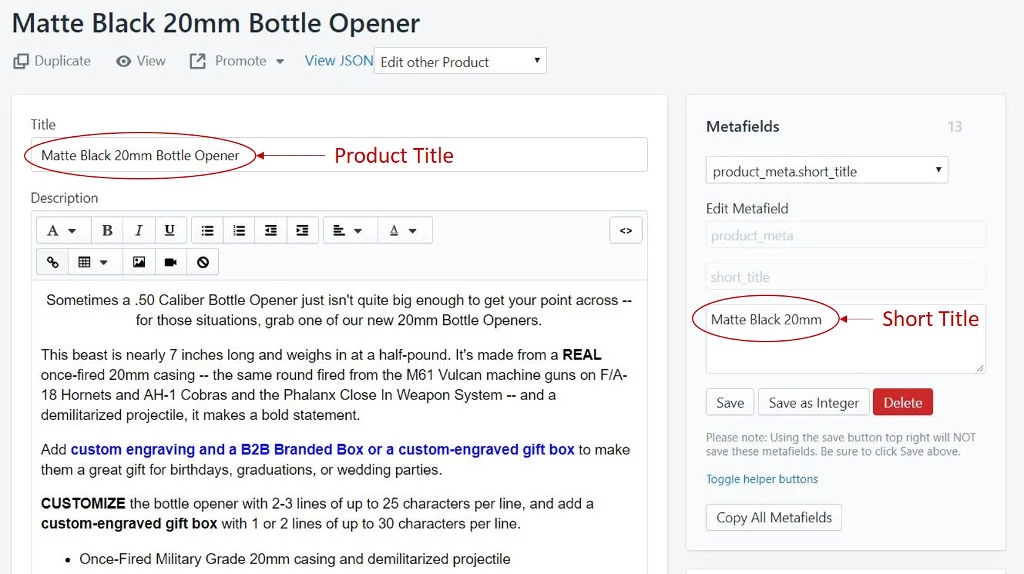 Matte Black 20mm Bottle Opener
Duplicate View Promote View JSON Edit other Product
Title
Matte Black 20mm Bottle Opener
Product Title
Description
A B I U A <>
Sometimes a .50 Caliber Bottle Opener just isn't quite big enough to get your point across --
for those situations, grab one of our new 20mm Bottle Openers.
This beast is nearly 7 inches long and weighs in at a half-pound. It's made from a REAL
once-fired 20mm casing -- the same round fired from the M61 Vulcan machine guns on F/A-
18 Hornets and AH-1 Cobras and the Phalanx Close In Weapon System -- and a
demilitarized projectile, it makes a bold statement.
Add custom engraving and a B2B Branded Box or a custom-engraved gift box to make
them a great gift for birthdays, graduations, or wedding parties.
CUSTOMIZE the bottle opener with 2-3 lines of up to 25 characters per line, and add a
custom-engraved gift box with 1 or 2 lines of up to 30 characters per line.
• Once-Fired Military Grade 20mm casing and demilitarized projectile
Metafields 13
product_meta.short_title
Edit Metafield
product_meta
short_title
Matte Black 20mm
Short Title
Save Save as Integer Delete
Please note: Using the save button top right will NOT
save these metafields. Be sure to click Save above.
Toggle helper buttons
Copy All Metafields